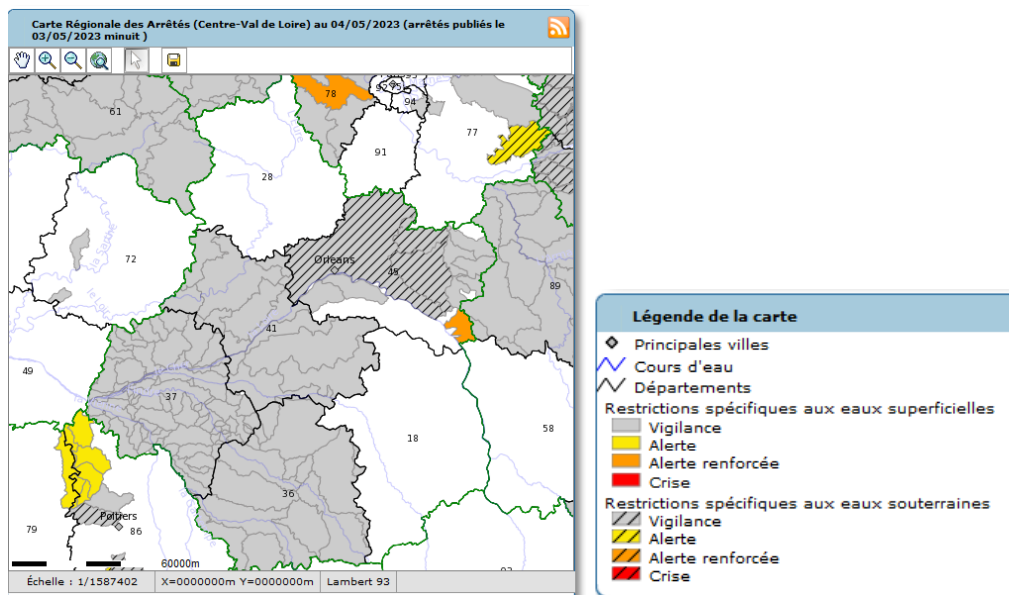 Carte Régionale des Arrêtés (Centre-Val de Loire) au 04/05/2023 (arrêtés publiés le
03/05/2023 minuit )
61
78
92
75
94
77
91
28
72
Orléans
45
89
41
49
37
18
58
36
79
Poitiers
86
60000m
Échelle : 1/1587402
X=0000000m Y=0000000m
Lambert 93
Légende de la carte
Principales villes
Cours d'eau
Départements
Restrictions spécifiques aux eaux superficielles
Vigilance
Alerte
Alerte renforcée
Crise
Restrictions spécifiques aux eaux souterraines
Vigilance
Alerte
Alerte renforcée
Crise